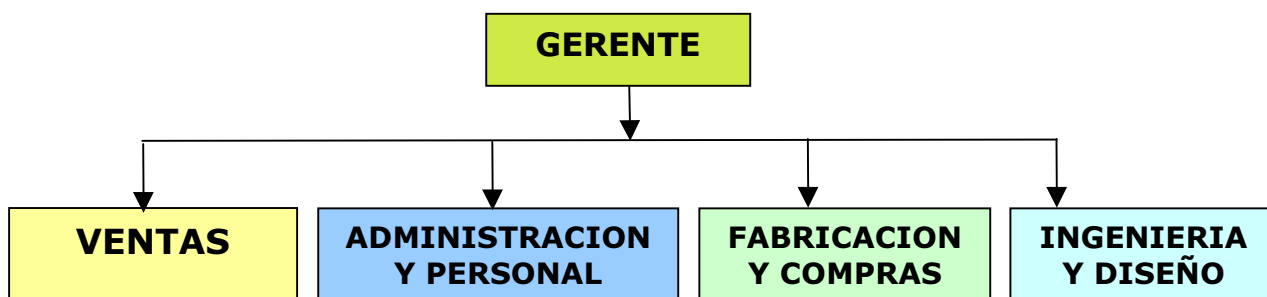 GERENTE
VENTAS
ADMINISTRACION
Y PERSONAL
FABRICACION
Y COMPRAS
INGENIERIA
Y DISEÑO